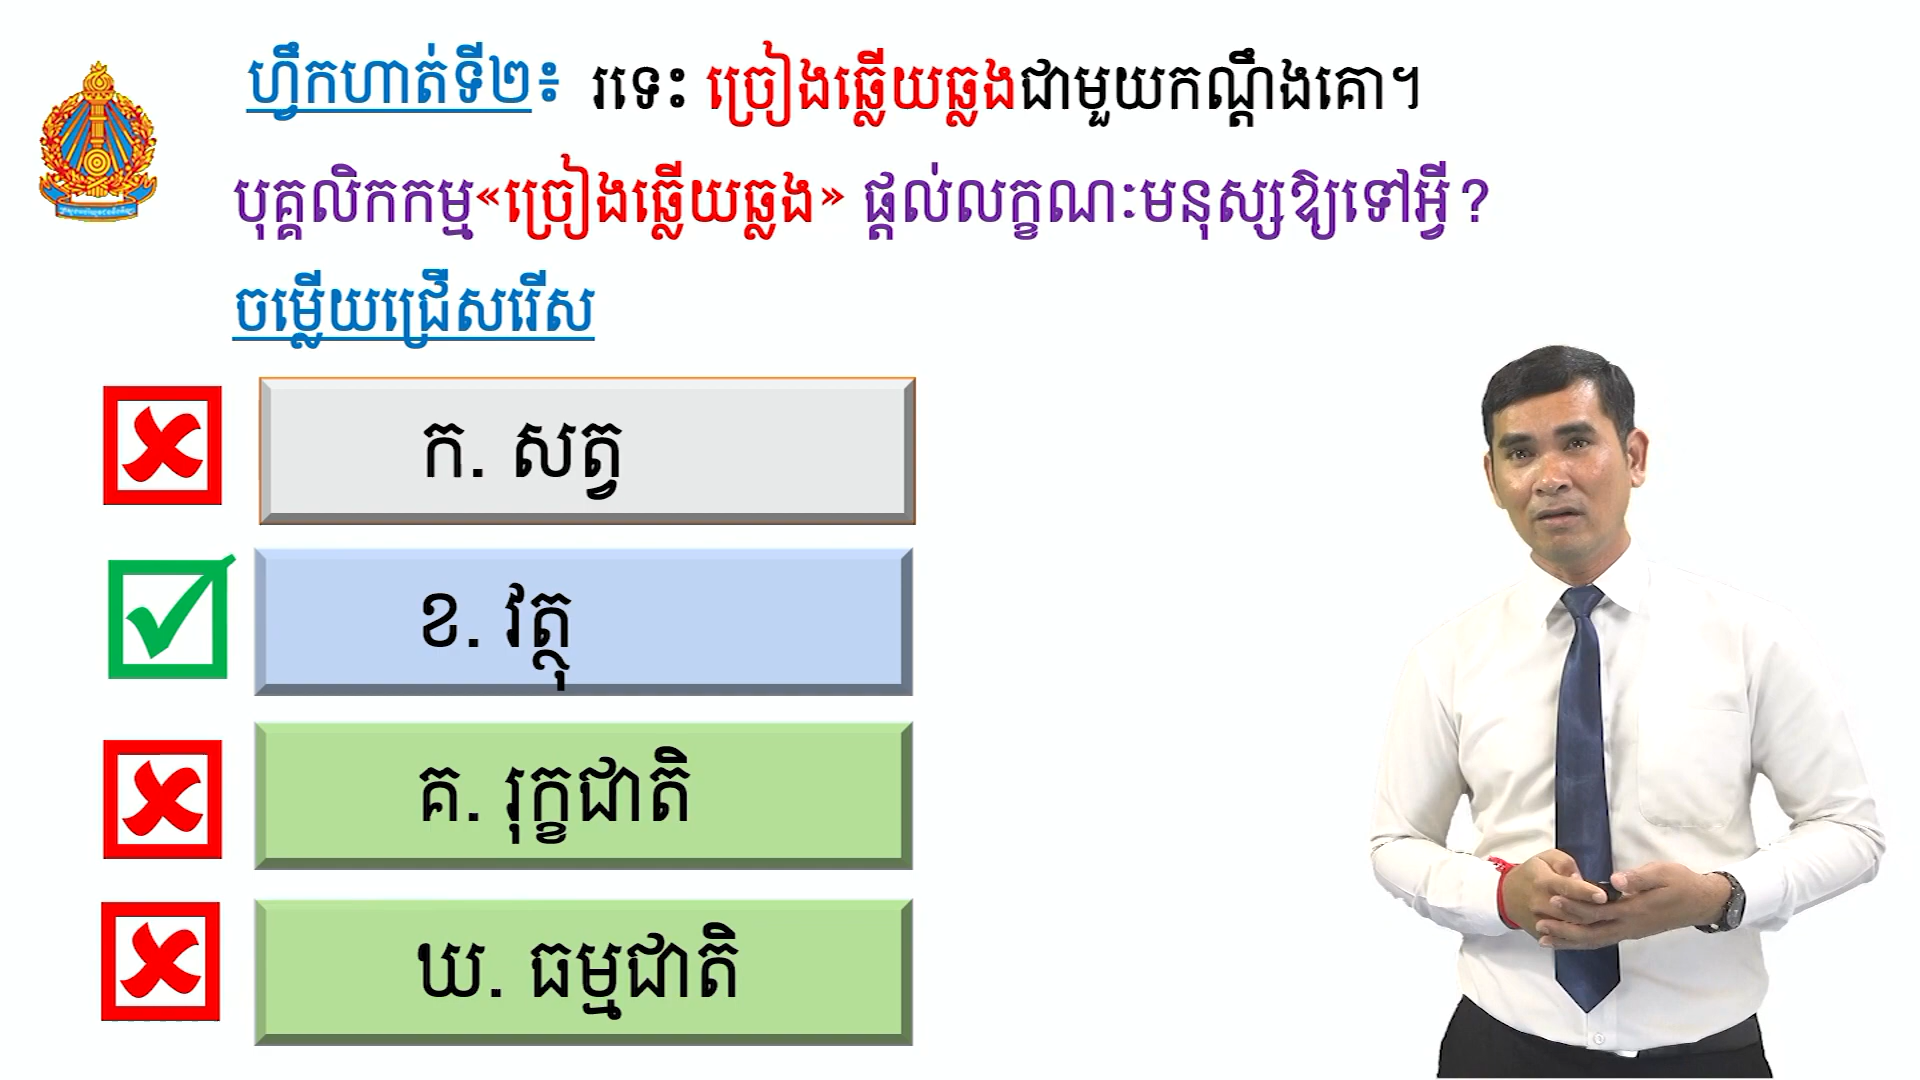 ហ្វឹកហាត់ទី២៖ រទេះ ច្រៀងឆ្លើយឆ្លងជាមួយកណ្ដឹងគោ។
បុគ្គលិកកម្ម«ច្រៀងឆ្លើយឆ្លង» ផ្ដល់លក្ខណៈមនុស្សឱ្យទៅអ្វី?
ចម្លើយជ្រើសរើស
ក. សត្វ
ខ. វត្ថុ
គ. រុក្ខជាតិ
ឃ. ធម្មជាតិ